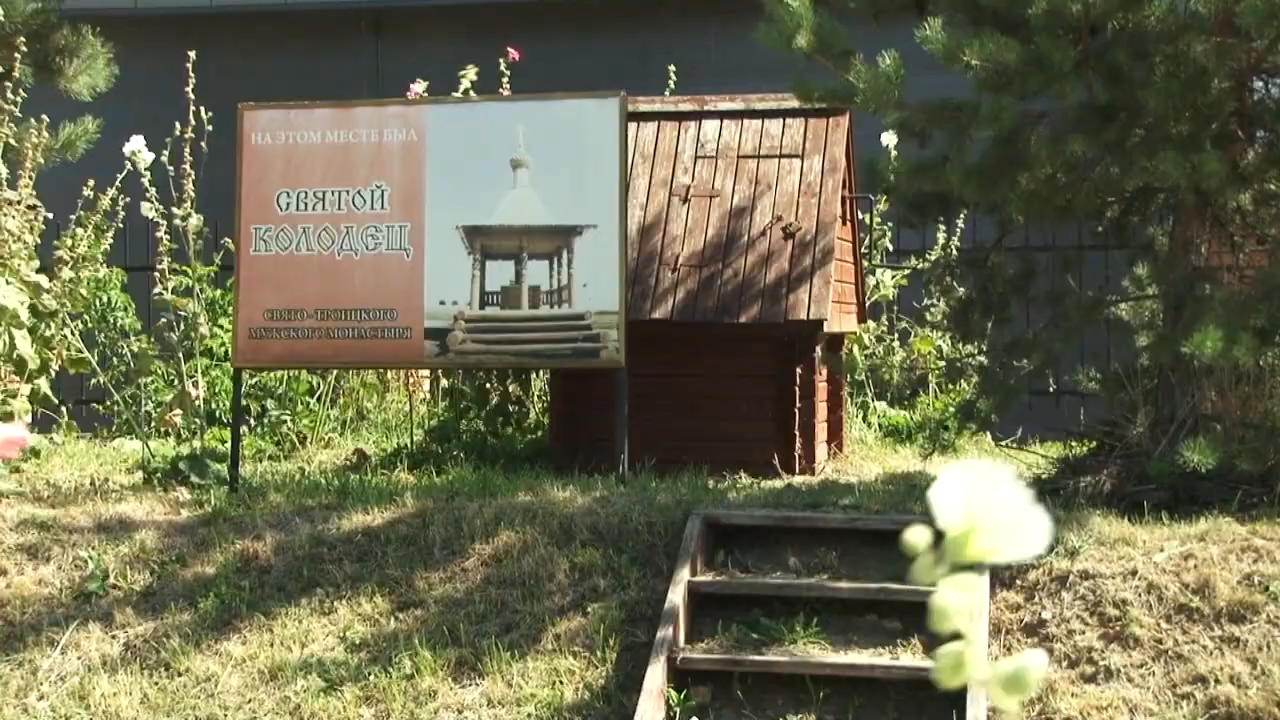 НА ЭТОМ МЕСТЕ БЫЛ
СВЯТОЙ
КОЛОДЕЦ
СВЯТО-ТРОИЦКОГО
МУЖСКОГО МОНАСТЫРЯ